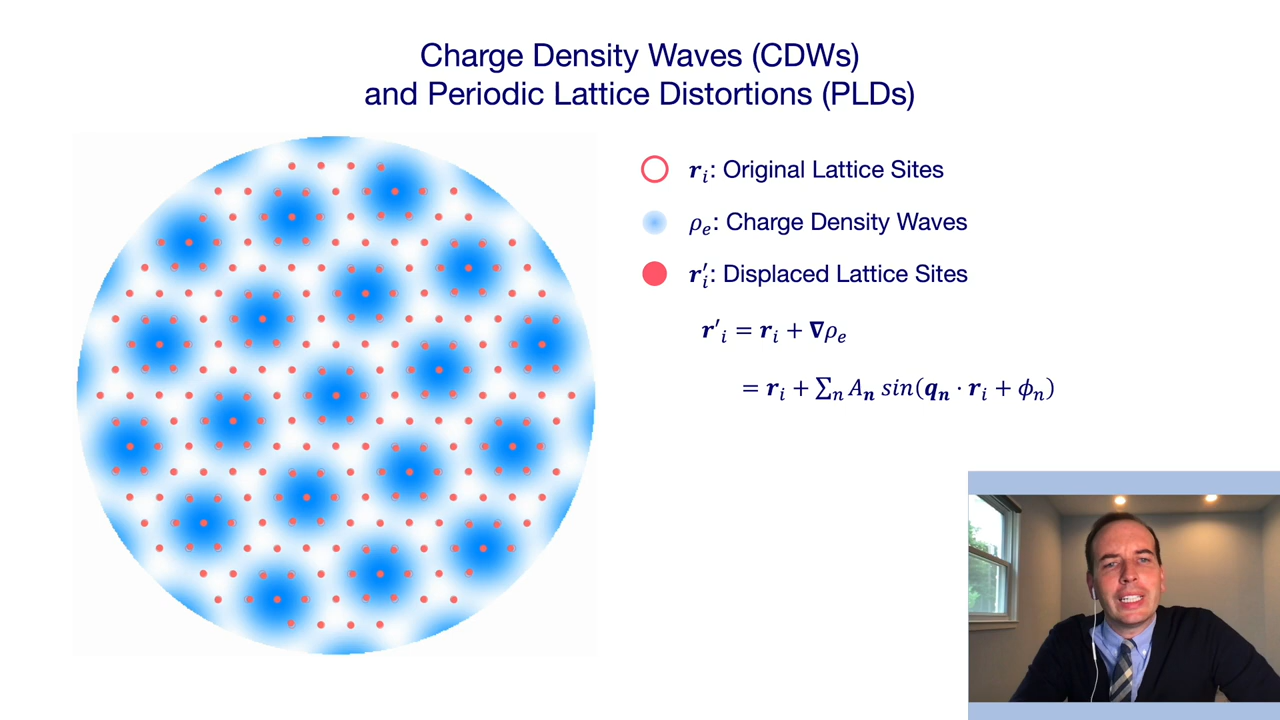 Charge Density Waves (CDWs)
and Periodic Lattice Distortions (PLDs)
𝒓ᵢ: Original Lattice Sites
ρₑ: Charge Density Waves
𝒓′ᵢ: Displaced Lattice Sites
𝒓′ᵢ = 𝒓ᵢ + 𝛁ρₑ
= 𝒓ᵢ + ∑ₙ Aₙ sin(𝒒ₙ · 𝒓ᵢ + ϕₙ)